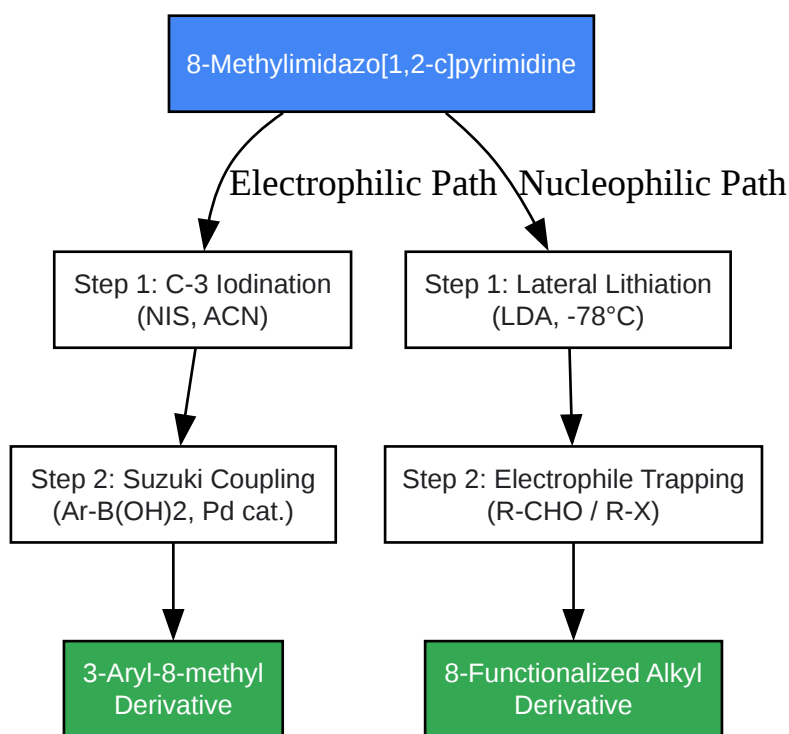 8-Methylimidazo[1,2-c]pyrimidine
Electrophilic Path
Nucleophilic Path
Step 1: C-3 Iodination
(NIS, ACN)
Step 1: Lateral Lithiation
(LDA, -78°C)
Step 2: Suzuki Coupling
(Ar-B(OH)2, Pd cat.)
Step 2: Electrophile Trapping
(R-CHO / R-X)
3-Aryl-8-methyl
Derivative
8-Functionalized Alkyl
Derivative